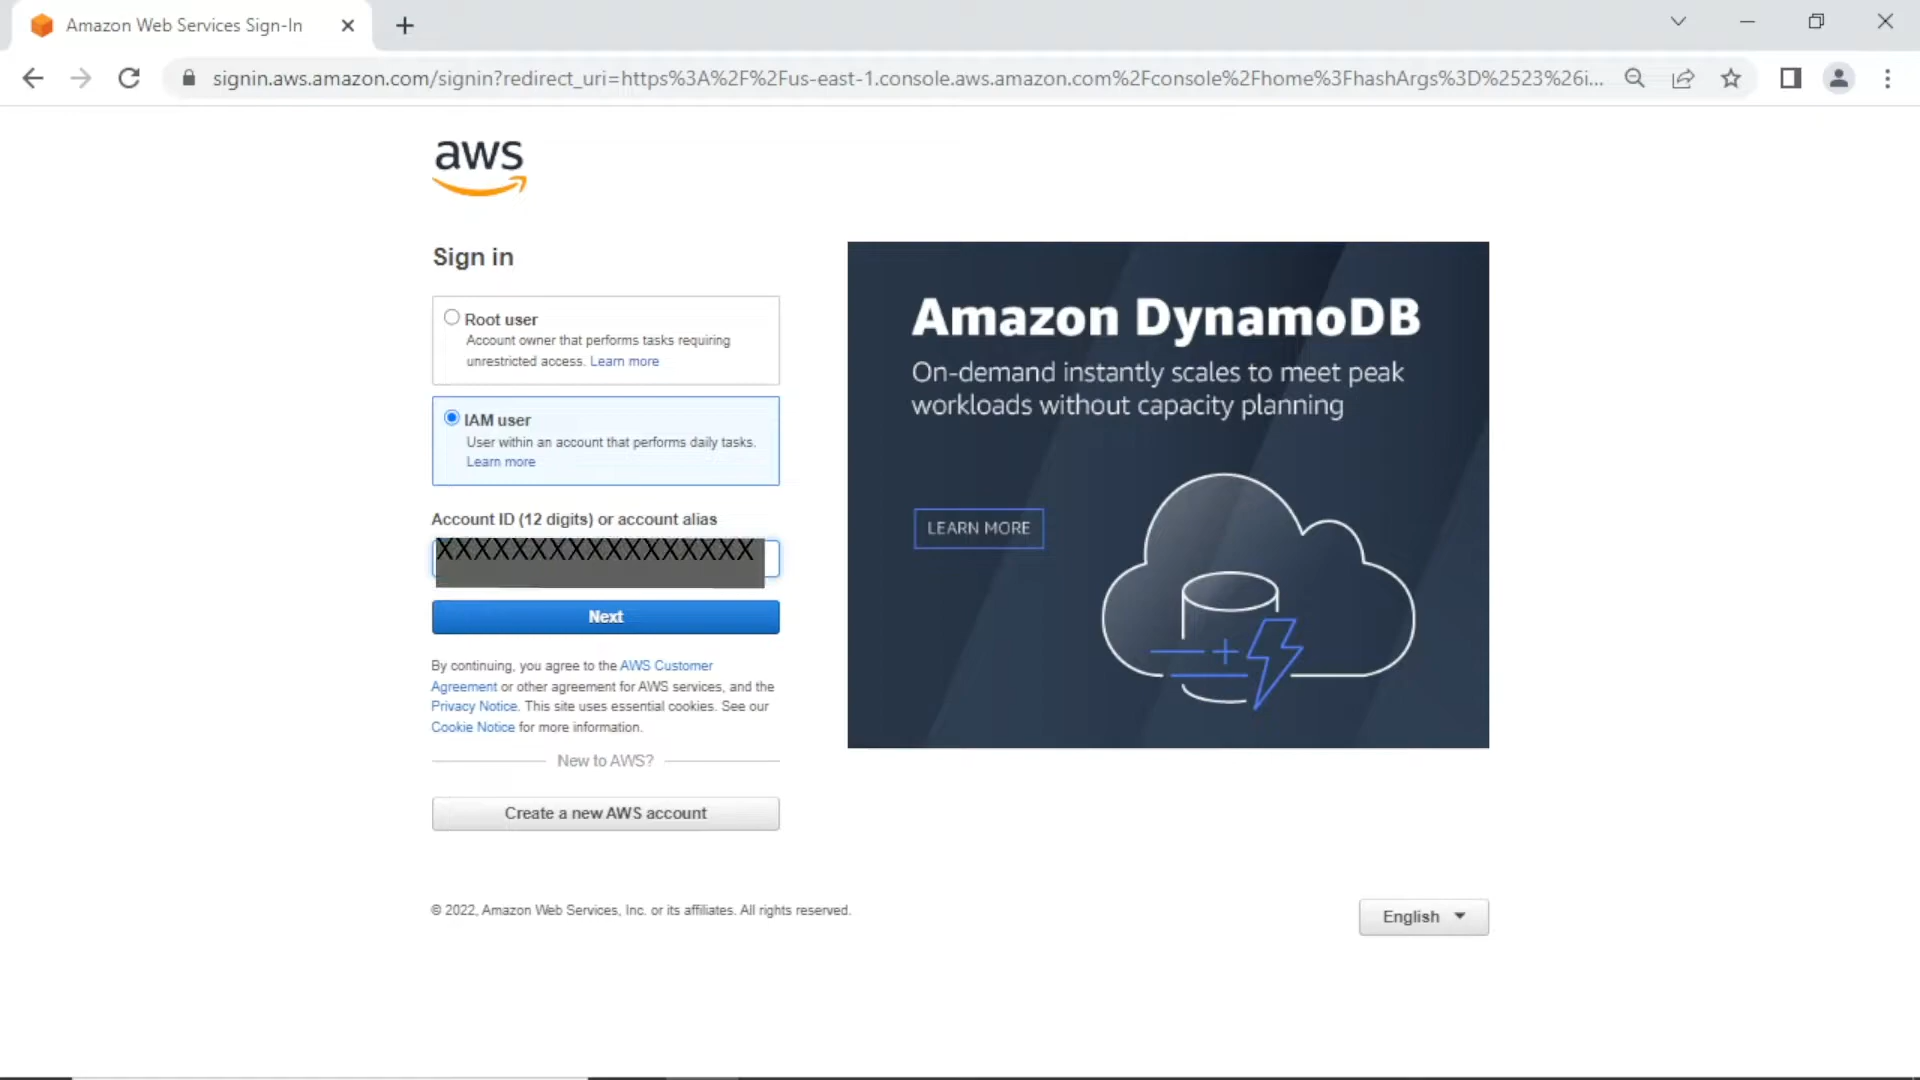 Amazon Web Services Sign-In
signin.aws.amazon.com/signin?redirect_uri=https%3A%2F%2Fus-east-1.console.aws.amazon.com%2Fconsole%2Fhome%3FhashArgs%3D%2523%26i...
aws
Sign in
Root user
Account owner that performs tasks requiring
unrestricted access. Learn more
IAM user
User within an account that performs daily tasks.
Learn more
Account ID (12 digits) or account alias
XXXXXXXXXXXXXXXXX
Next
By continuing, you agree to the AWS Customer
Agreement or other agreement for AWS services, and the
Privacy Notice. This site uses essential cookies. See our
Cookie Notice for more information.
New to AWS?
Create a new AWS account
Amazon DynamoDB
On-demand instantly scales to meet peak
workloads without capacity planning
LEARN MORE
© 2022, Amazon Web Services, Inc. or its affiliates. All rights reserved.
English